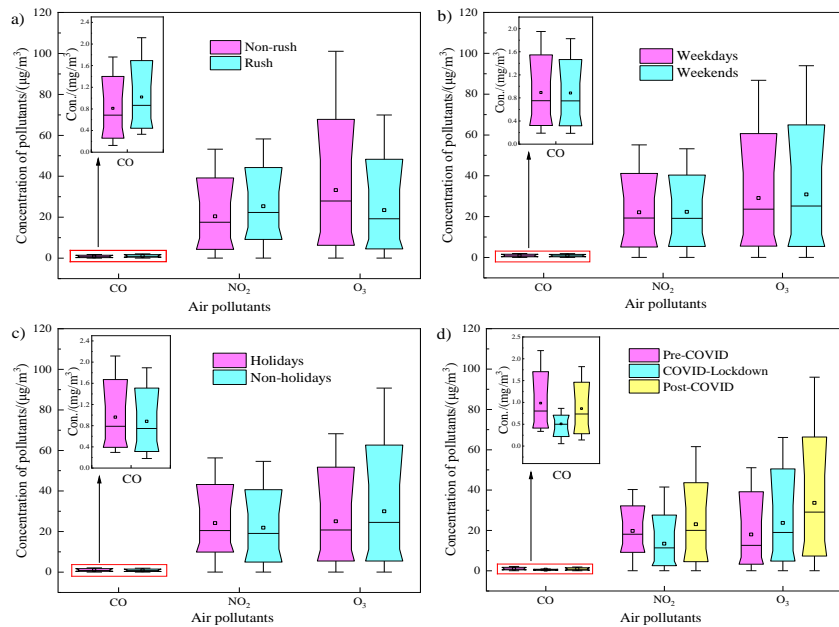 a)
Non-rush
Rush
Concentration of pollutants/(μg/m³)
120
100
80
60
40
20
0
Con./(mg/m³)
2.4
2.0
1.6
1.2
0.8
0.4
0.0
CO
CO
NO₂
O₃
Air pollutants
b)
Weekdays
Weekends
Concentration of pollutants/(μg/m³)
120
100
80
60
40
20
0
Con./(mg/m³)
2.0
1.6
1.2
0.8
0.4
0.0
CO
CO
NO₂
O₃
Air pollutants
c)
Holidays
Non-holidays
Concentration of pollutants/(μg/m³)
120
100
80
60
40
20
0
Con./(mg/m³)
2.4
2.0
1.6
1.2
0.8
0.4
0.0
CO
CO
NO₂
O₃
Air pollutants
d)
Pre-COVID
COVID-Lockdown
Post-COVID
Concentration of pollutants/(μg/m³)
120
100
80
60
40
20
0
Con./(mg/m³)
2.5
2.0
1.5
1.0
0.5
0.0
CO
CO
NO₂
O₃
Air pollutants